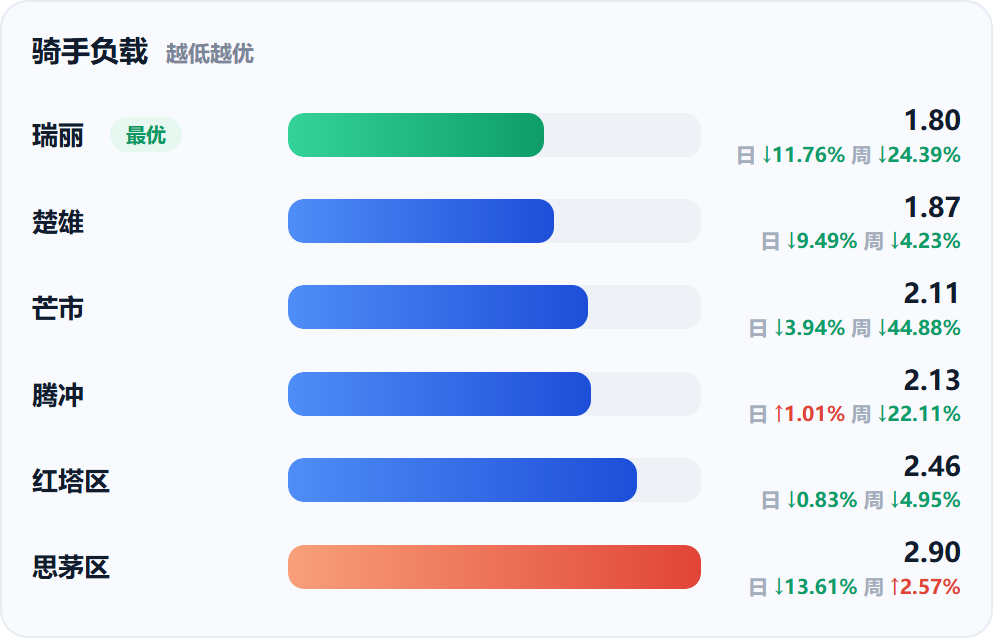 骑手负载 越低越优
瑞丽 最优 1.80
日 ↓11.76% 周 ↓24.39%
楚雄 1.87
日 ↓9.49% 周 ↓4.23%
芒市 2.11
日 ↓3.94% 周 ↓44.88%
腾冲 2.13
日 ↑1.01% 周 ↓22.11%
红塔区 2.46
日 ↓0.83% 周 ↓4.95%
思茅区 2.90
日 ↓13.61% 周 ↑2.57%